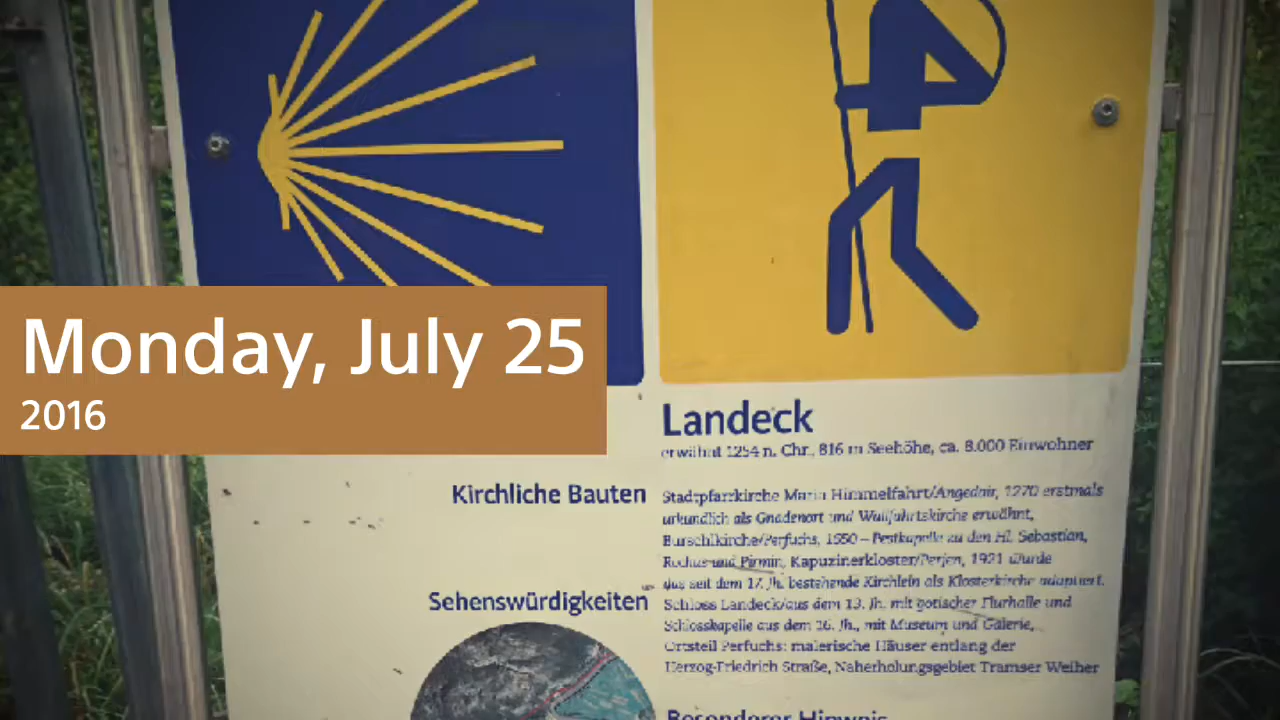 Monday, July 25
2016
Landeck
erwähnt 1254 n. Chr., 816 m Seehöhe, ca. 8.000 Einwohner
Kirchliche Bauten
Stadtpfarrkirche Maria Himmelfahrt/Angedair, 1270 erstmals
urkundlich als Gnadenort und Wallfahrtskirche erwähnt,
Burschlkirche/Perfuchs, 1650 – Pestkapelle zu den Hl. Sebastian,
Rochus und Pirmin, Kapuzinerkloster/Perjen, 1921 wurde
das seit dem 17. Jh. bestehende Kirchlein als Klosterkirche adaptiert.
Sehenswürdigkeiten
Schloss Landeck/aus dem 13. Jh. mit gotischer Flurhalle und
Schlosskapelle aus dem 16. Jh., mit Museum und Galerie,
Ortsteil Perfuchs: malerische Häuser entlang der
Herzog-Friedrich Straße, Naherholungsgebiet Tramser Weiher
Besonderer Hinweis